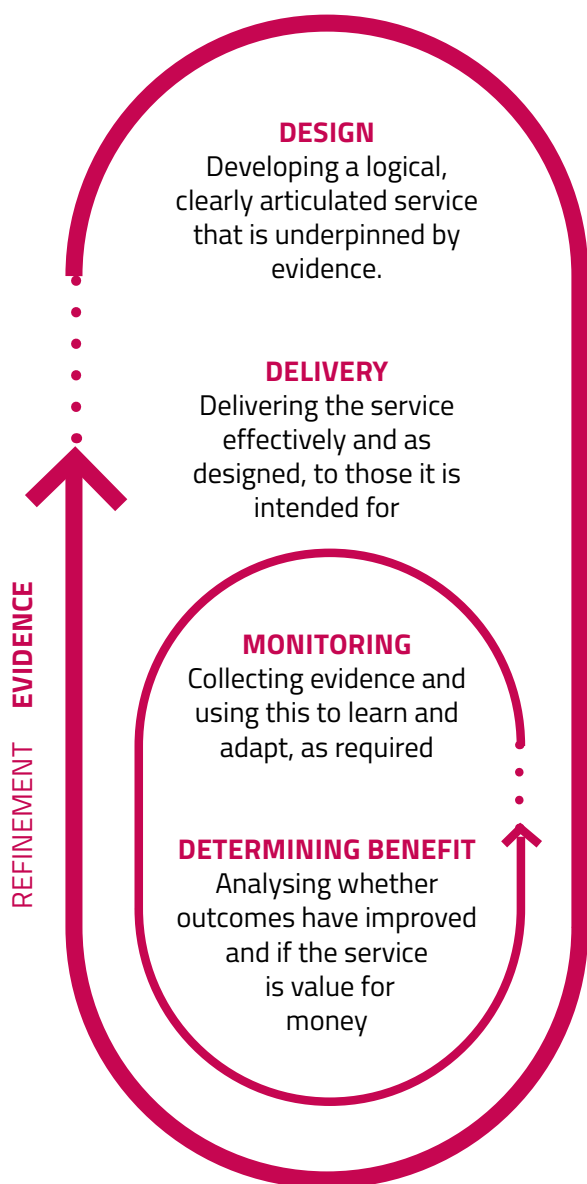 DESIGN
Developing a logical,
clearly articulated service
that is underpinned by
evidence.
DELIVERY
Delivering the service
effectively and as
designed, to those it is
intended for
MONITORING
Collecting evidence and
using this to learn and
adapt, as required
DETERMINING BENEFIT
Analysing whether
outcomes have improved
and if the service
is value for
money
REFINEMENT EVIDENCE